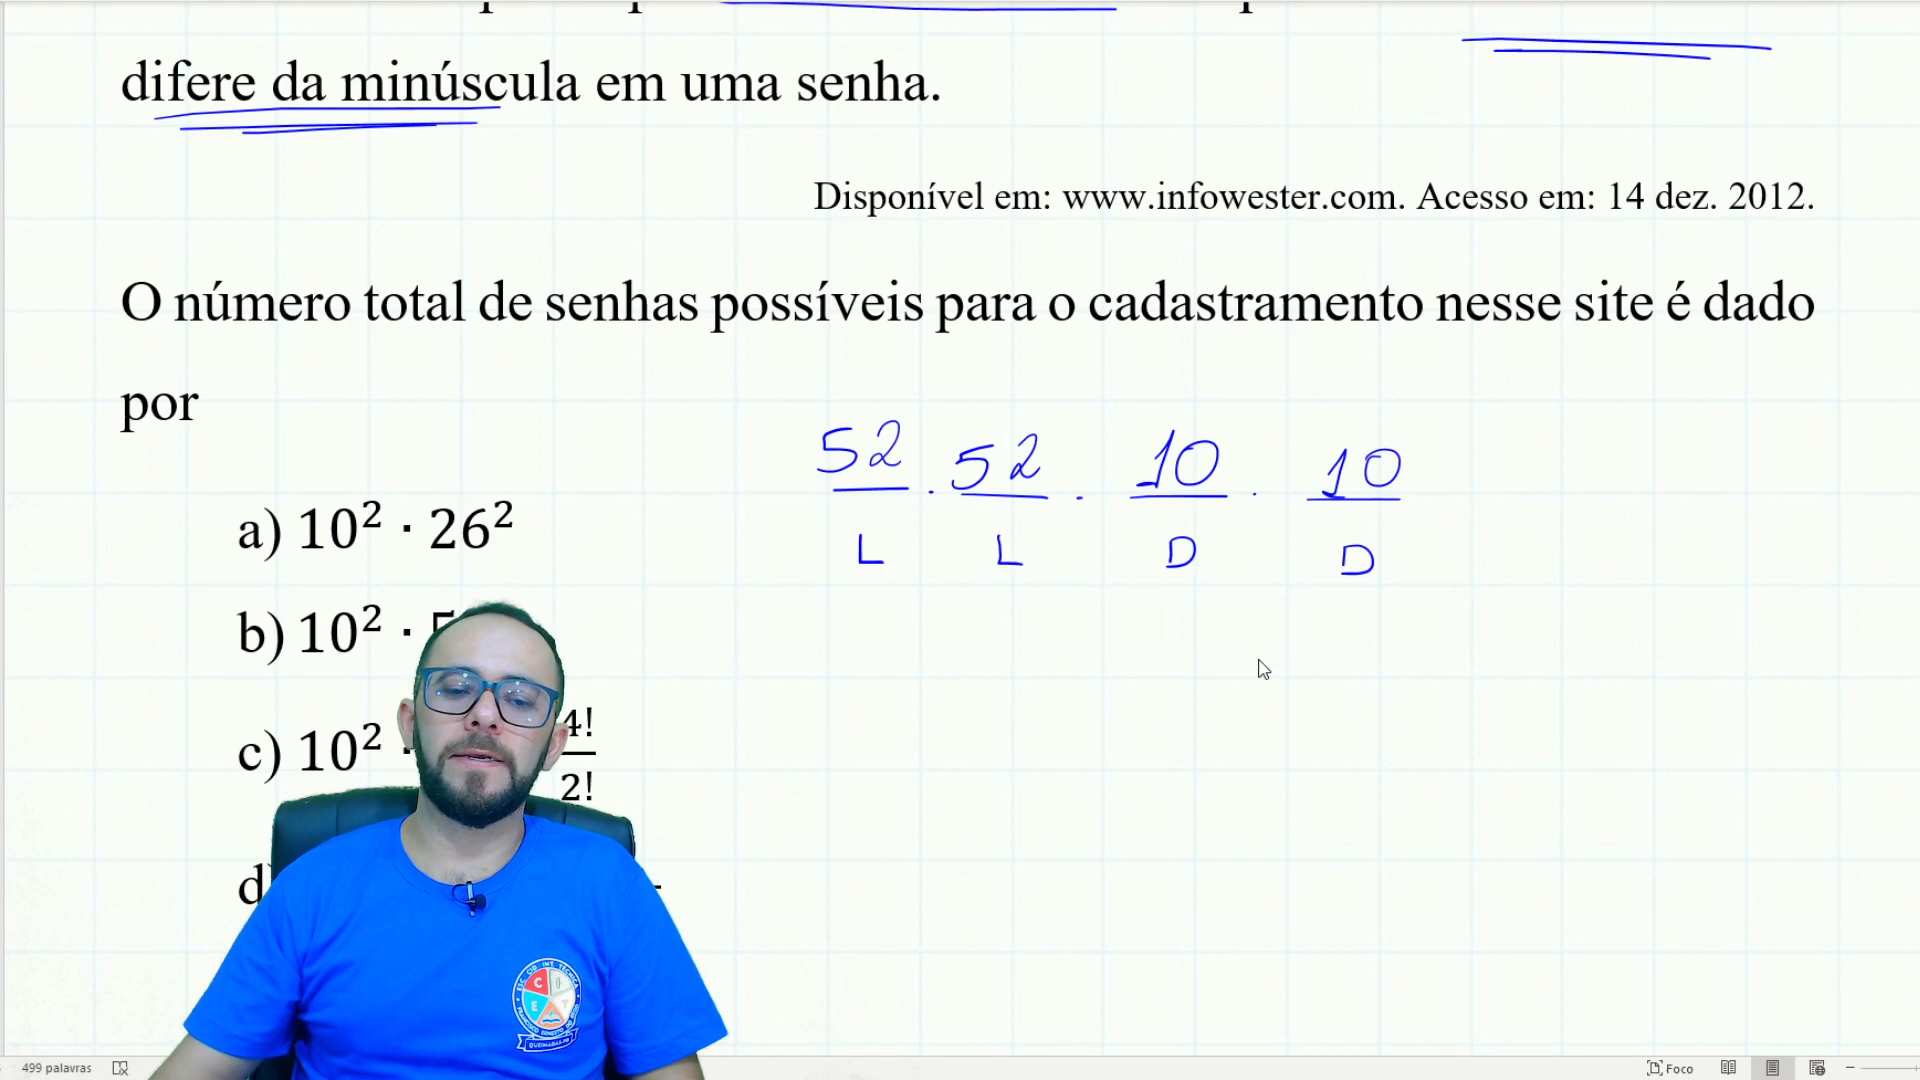 difere da minúscula em uma senha.
Disponível em: www.infowester.com. Acesso em: 14 dez. 2012.
O número total de senhas possíveis para o cadastramento nesse site é dado
por
52 . 52 . 10 . 10
L L D D
a) 10² · 26²
b) 10² ·
c) 10² · 4!/2!
d)
C I
E T
QUEIMADAS-PB
499 palavras
Foco